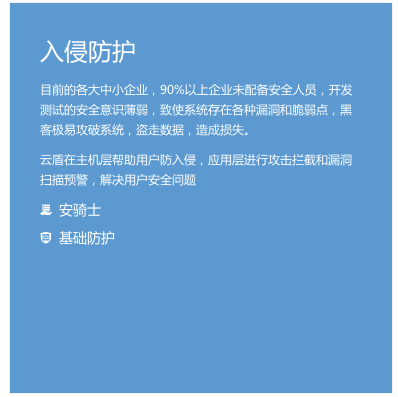 入侵防护
目前的各大中小企业，90%以上企业未配备安全人员，开发
测试的安全意识薄弱，致使系统存在各种漏洞和脆弱点，黑
客极易攻破系统，盗走数据，造成损失。
云盾在主机层帮助用户防入侵，应用层进行攻击拦截和漏洞
扫描预警，解决用户安全问题
安骑士
基础防护